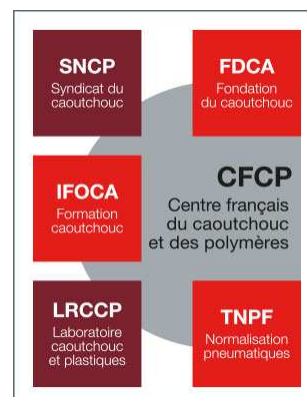 SNCP
Syndicat du
caoutchouc
FDCA
Fondation
du caoutchouc
IFOCA
Formation
caoutchouc
CFCP
Centre français
du caoutchouc
et des polymères
LRCCP
Laboratoire
caoutchouc
et plastiques
TNPF
Normalisation
pneumatiques